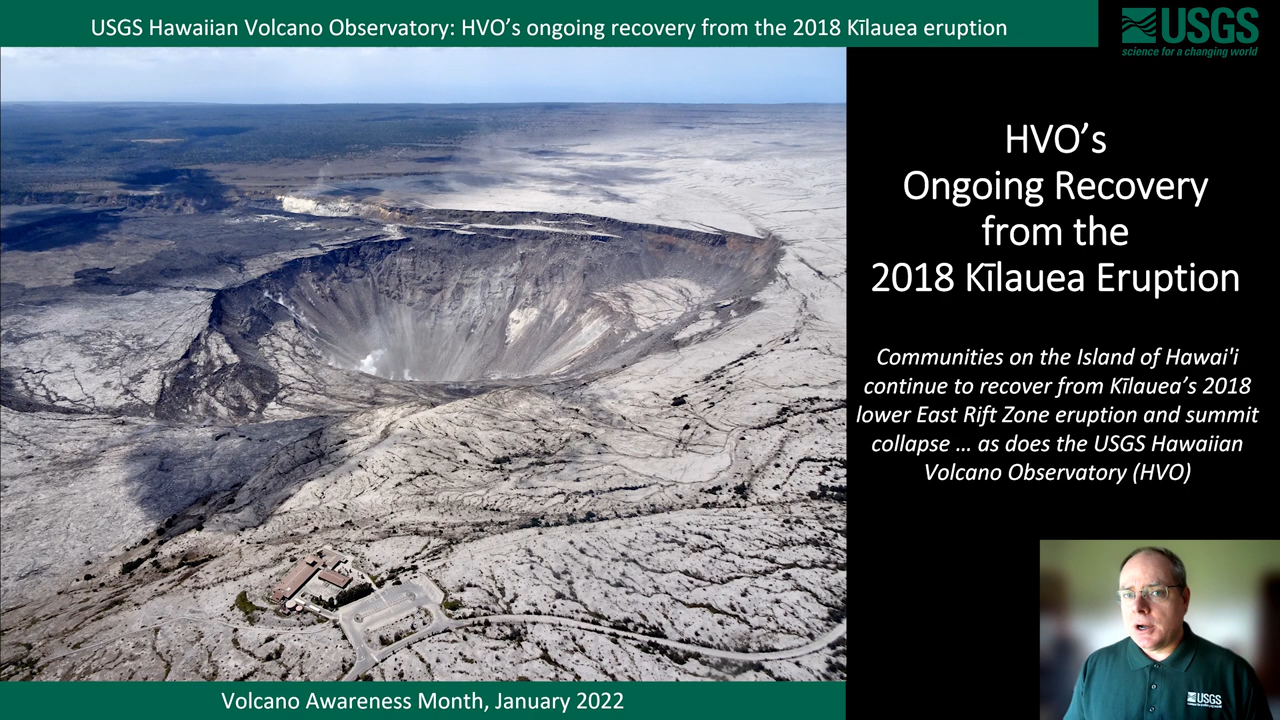 USGS Hawaiian Volcano Observatory: HVO's ongoing recovery from the 2018 Kīlauea eruption
USGS
science for a changing world
HVO's
Ongoing Recovery
from the
2018 Kīlauea Eruption
Communities on the Island of Hawai'i
continue to recover from Kīlauea's 2018
lower East Rift Zone eruption and summit
collapse … as does the USGS Hawaiian
Volcano Observatory (HVO)
USGS
Volcano Awareness Month, January 2022